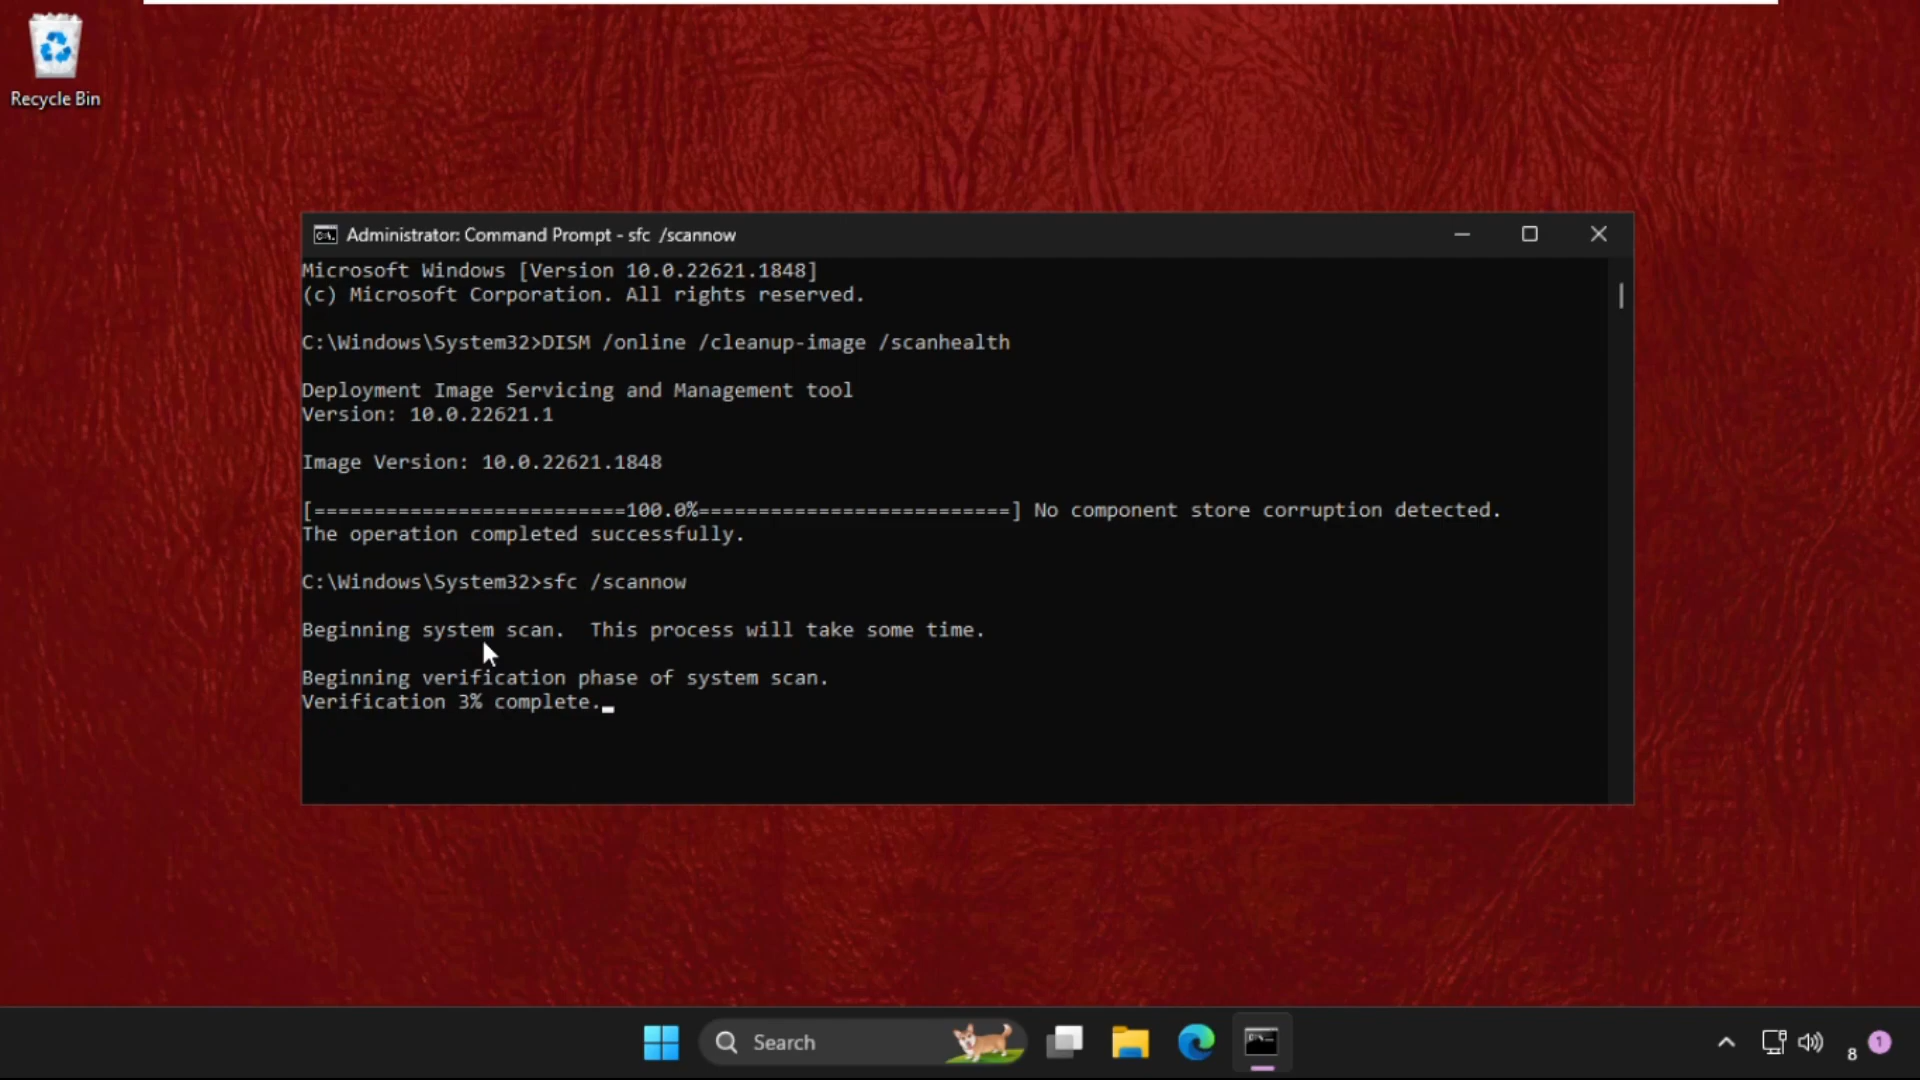 Recycle Bin
Administrator: Command Prompt - sfc  /scannow
Microsoft Windows [Version 10.0.22621.1848]
(c) Microsoft Corporation. All rights reserved.
C:\Windows\System32>DISM /online /cleanup-image /scanhealth
Deployment Image Servicing and Management tool
Version: 10.0.22621.1
Image Version: 10.0.22621.1848
[==========================100.0%==========================] No component store corruption detected.
The operation completed successfully.
C:\Windows\System32>sfc /scannow
Beginning system scan.  This process will take some time.
Beginning verification phase of system scan.
Verification 3% complete.
Search
8
1